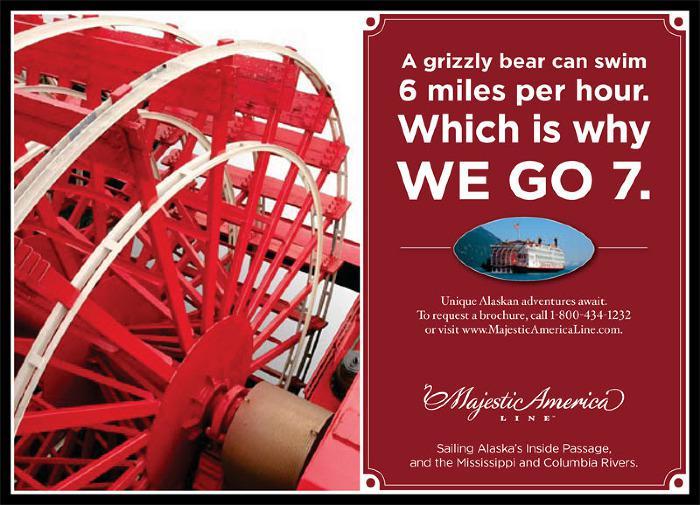 A grizzly bear can swim
6 miles per hour.
Which is why
WE GO 7.
Unique Alaskan adventures await.
To request a brochure, call 1-800-434-1232
or visit www.MajesticAmericaLine.com.
Majestic America
LINE™
Sailing Alaska's Inside Passage,
and the Mississippi and Columbia Rivers.